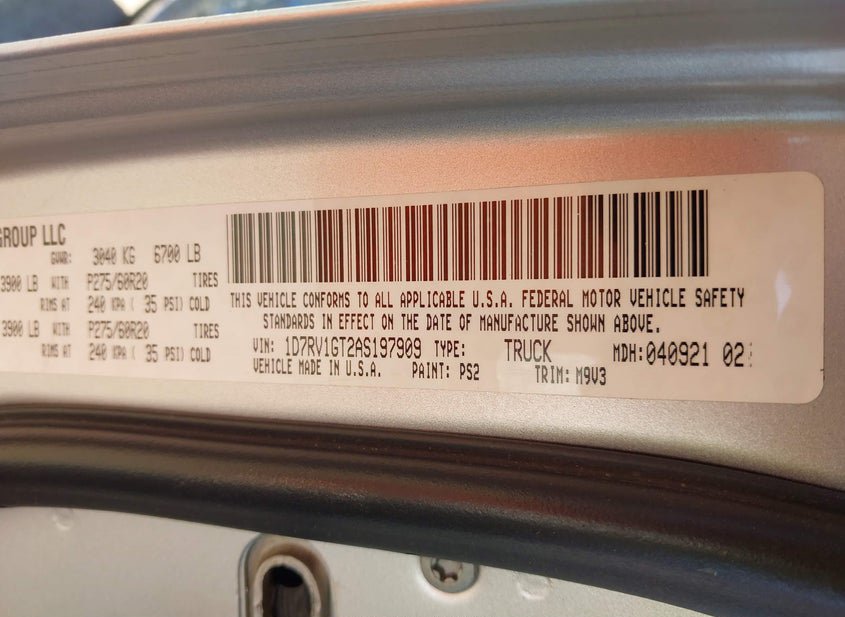 GROUP LLC
GVWR: 3040 KG 6700 LB
3900 LB WITH P275/60R20 TIRES
RIMS AT 240 KPA ( 35 PSI) COLD
3900 LB WITH P275/60R20 TIRES
RIMS AT 240 KPA ( 35 PSI) COLD
THIS VEHICLE CONFORMS TO ALL APPLICABLE U.S.A. FEDERAL MOTOR VEHICLE SAFETY
STANDARDS IN EFFECT ON THE DATE OF MANUFACTURE SHOWN ABOVE.
VIN: 1D7RV1GT2AS197909 TYPE: TRUCK MDH: 040921 02
VEHICLE MADE IN U.S.A. PAINT: PS2 TRIM: M9V3